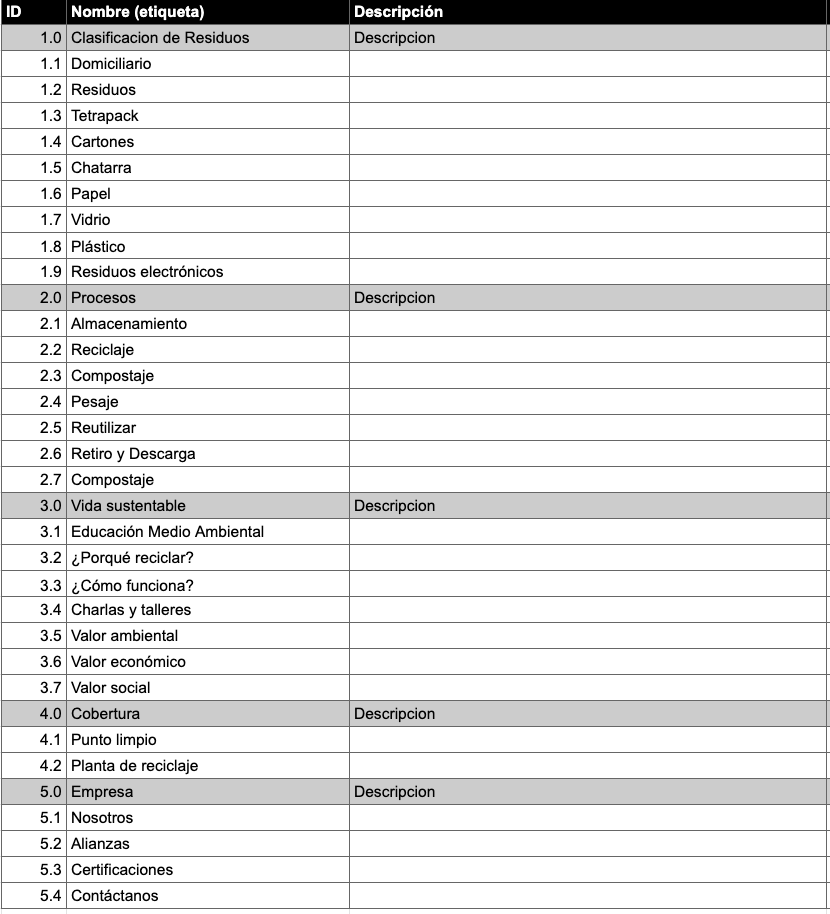 ID Nombre (etiqueta) Descripción
1.0 Clasificacion de Residuos Descripcion
1.1 Domiciliario
1.2 Residuos
1.3 Tetrapack
1.4 Cartones
1.5 Chatarra
1.6 Papel
1.7 Vidrio
1.8 Plástico
1.9 Residuos electrónicos
2.0 Procesos Descripcion
2.1 Almacenamiento
2.2 Reciclaje
2.3 Compostaje
2.4 Pesaje
2.5 Reutilizar
2.6 Retiro y Descarga
2.7 Compostaje
3.0 Vida sustentable Descripcion
3.1 Educación Medio Ambiental
3.2 ¿Porqué reciclar?
3.3 ¿Cómo funciona?
3.4 Charlas y talleres
3.5 Valor ambiental
3.6 Valor económico
3.7 Valor social
4.0 Cobertura Descripcion
4.1 Punto limpio
4.2 Planta de reciclaje
5.0 Empresa Descripcion
5.1 Nosotros
5.2 Alianzas
5.3 Certificaciones
5.4 Contáctanos